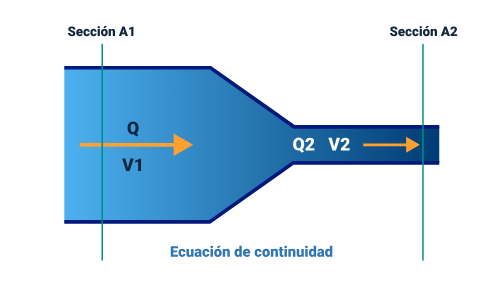 Sección A1
Sección A2
Q
V1
Q2 V2
Ecuación de continuidad